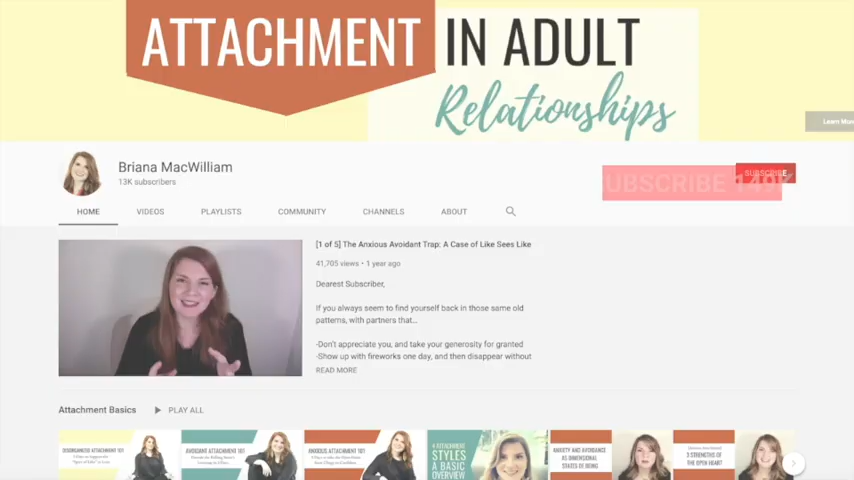 ATTACHMENT IN ADULT
Relationships
Learn More
Briana MacWilliam
13K subscribers
SUBSCRIBE
SUBSCRIBE 149K
HOME VIDEOS PLAYLISTS COMMUNITY CHANNELS ABOUT
[1 of 5] The Anxious Avoidant Trap: A Case of Like Sees Like
41,705 views • 1 year ago
Dearest Subscriber,
If you always seem to find yourself back in those same old
patterns, with partners that...
-Don't appreciate you, and take your generosity for granted
-Show up with fireworks one day, and then disappear without
READ MORE
Attachment Basics PLAY ALL
DISORGANIZED ATTACHMENT 101
AVOIDANT ATTACHMENT 101
ANXIOUS ATTACHMENT 101
4 ATTACHMENT
STYLES
A BASIC
OVERVIEW
ANXIETY AND AVOIDANCE
AS DIMENSIONAL
STATES OF BEING
3 STRENGTHS
OF THE OPEN HEART